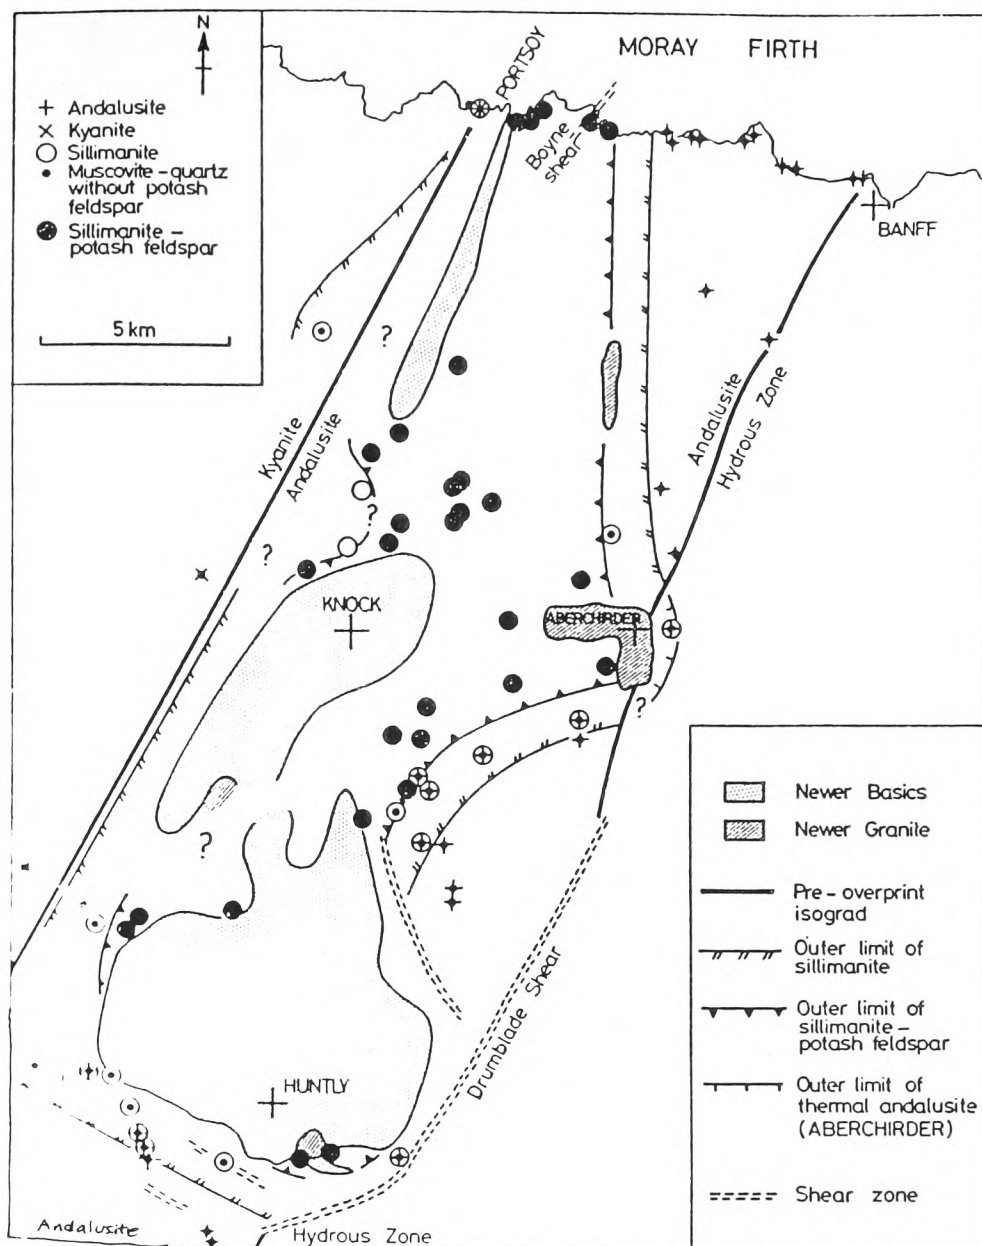 N
Andalusite
Kyanite
Sillimanite
Muscovite-quartz
without potash
feldspar
Sillimanite-
potash feldspar
5 km
MORAY FIRTH
PORTSOY
Boyne
shear
BANFF
?
Kyanite
Andalusite
Andalusite
Hydrous Zone
?
?
KNOCK
ABERCHIRDER
?
?
Drumblade Shear
HUNTLY
Andalusite
Hydrous Zone
Newer Basics
Newer Granite
Pre-overprint
isograd
Outer limit of
sillimanite
Outer limit of
sillimanite-
potash feldspar
Outer limit of
thermal andalusite
(ABERCHIRDER)
Shear zone